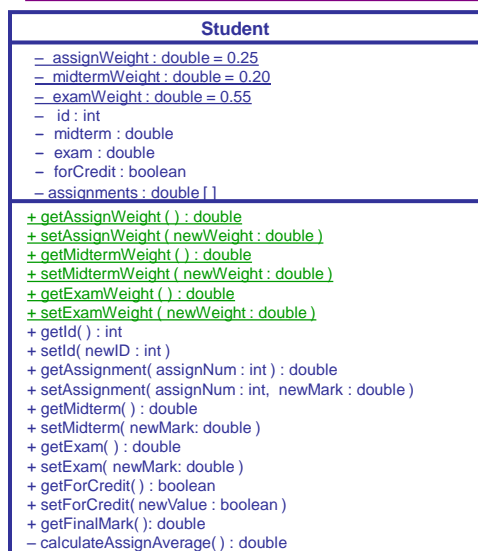 Student
– assignWeight : double = 0.25
– midtermWeight : double = 0.20
– examWeight : double = 0.55
– id : int
– midterm : double
– exam : double
– forCredit : boolean
– assignments : double [ ]
+ getAssignWeight ( ) : double
+ setAssignWeight ( newWeight : double )
+ getMidtermWeight ( ) : double
+ setMidtermWeight ( newWeight : double )
+ getExamWeight ( ) : double
+ setExamWeight ( newWeight : double )
+ getId( ) : int
+ setId( newID : int )
+ getAssignment( assignNum : int ) : double
+ setAssignment( assignNum : int, newMark : double )
+ getMidterm( ) : double
+ setMidterm( newMark: double )
+ getExam( ) : double
+ setExam( newMark: double )
+ getForCredit( ) : boolean
+ setForCredit( newValue : boolean )
+ getFinalMark( ): double
– calculateAssignAverage( ) : double